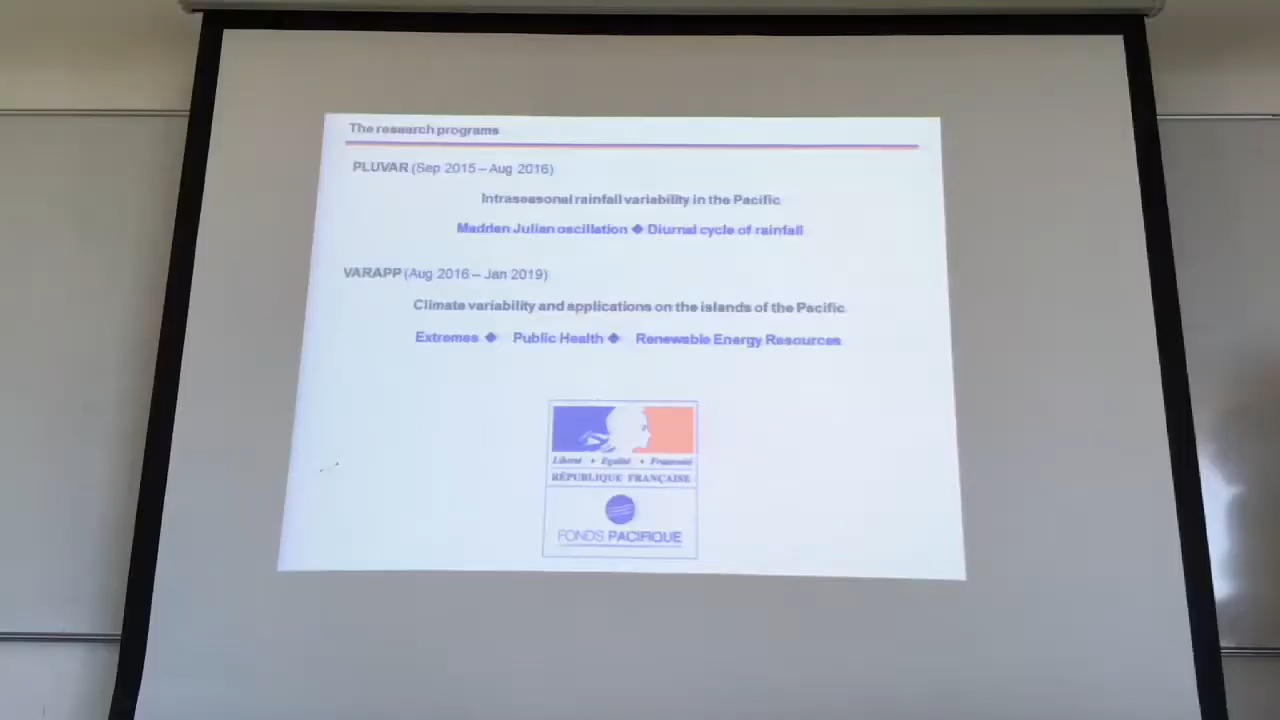 The research programs
PLUVAR (Sep 2015 – Aug 2016)
Intraseasonal rainfall variability in the Pacific
Madden Julian oscillation ◆ Diurnal cycle of rainfall
VARAPP (Aug 2016 – Jan 2019)
Climate variability and applications on the islands of the Pacific
Extremes ◆ Public Health ◆ Renewable Energy Resources
Liberté • Egalité • Fraternité
RÉPUBLIQUE FRANÇAISE
FONDS PACIFIQUE